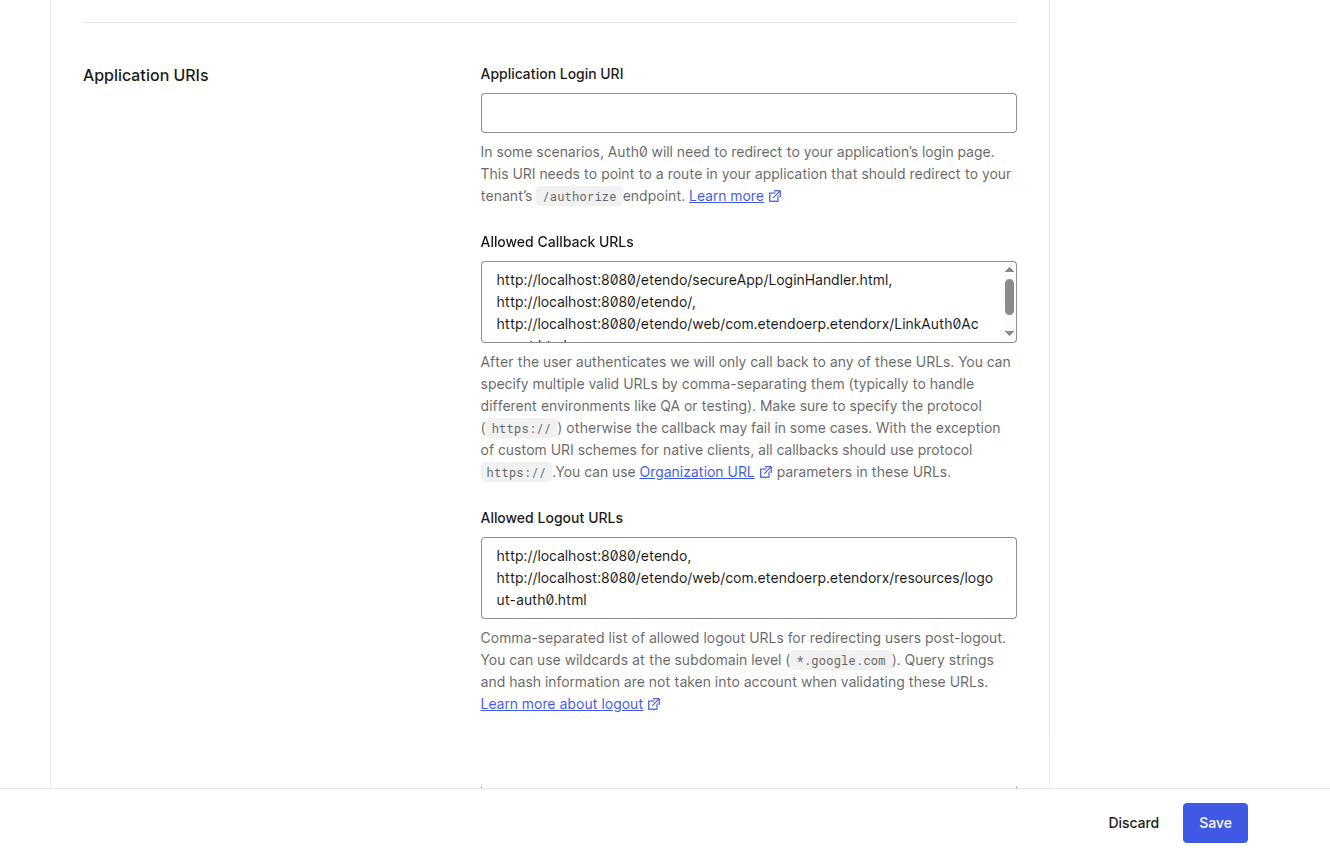 Application URIs
Application Login URI
In some scenarios, Auth0 will need to redirect to your application’s login page.
This URI needs to point to a route in your application that should redirect to your
tenant’s /authorize endpoint. Learn more
Allowed Callback URLs
http://localhost:8080/etendo/secureApp/LoginHandler.html,
http://localhost:8080/etendo/,
http://localhost:8080/etendo/web/com.etendoerp.etendorx/LinkAuth0Ac
After the user authenticates we will only call back to any of these URLs. You can
specify multiple valid URLs by comma-separating them (typically to handle
different environments like QA or testing). Make sure to specify the protocol
( https:// ) otherwise the callback may fail in some cases. With the exception
of custom URI schemes for native clients, all callbacks should use protocol
https:// .You can use Organization URL parameters in these URLs.
Allowed Logout URLs
http://localhost:8080/etendo,
http://localhost:8080/etendo/web/com.etendoerp.etendorx/resources/logo
ut-auth0.html
Comma-separated list of allowed logout URLs for redirecting users post-logout.
You can use wildcards at the subdomain level ( *.google.com ). Query strings
and hash information are not taken into account when validating these URLs.
Learn more about logout
Discard
Save